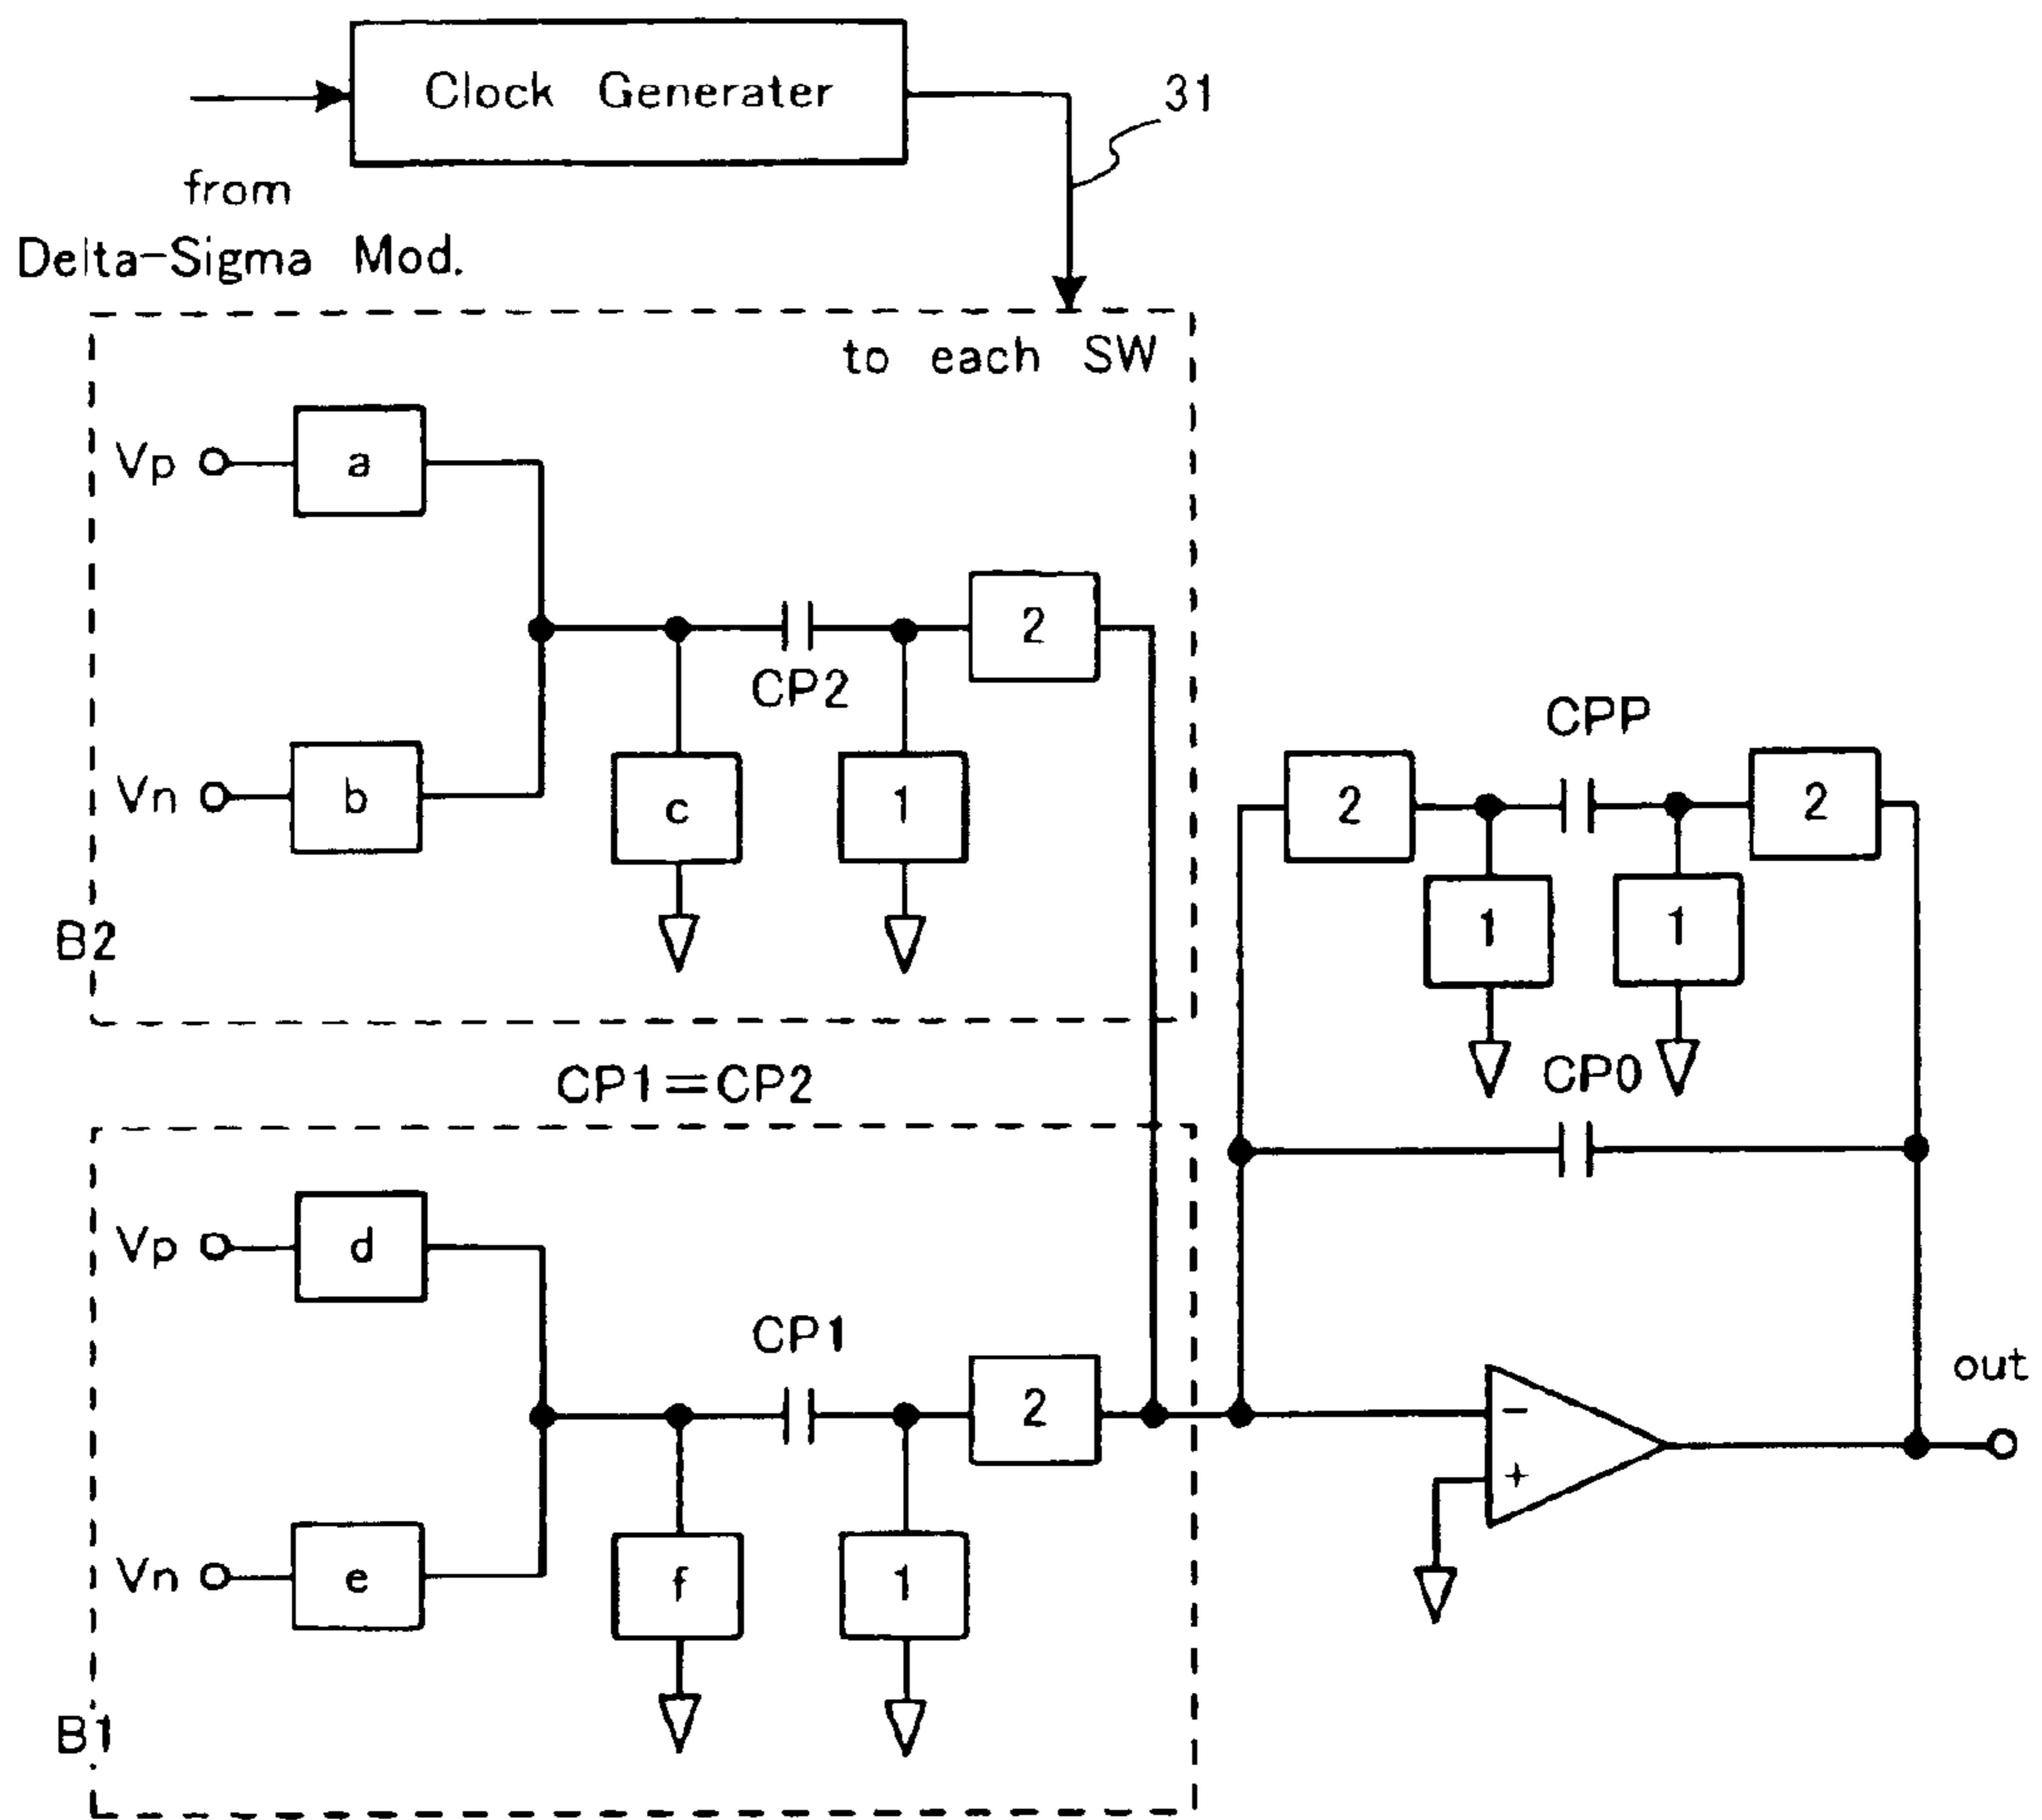 Clock Generater
31
from
Delta-Sigma Mod.
to each SW
Vp
a
2
CP2
Vn
b
c
1
B2
CPP
2
2
1
1
CP0
CP1=CP2
Vp
d
CP1
2
Vn
e
f
1
B1
−
+
out